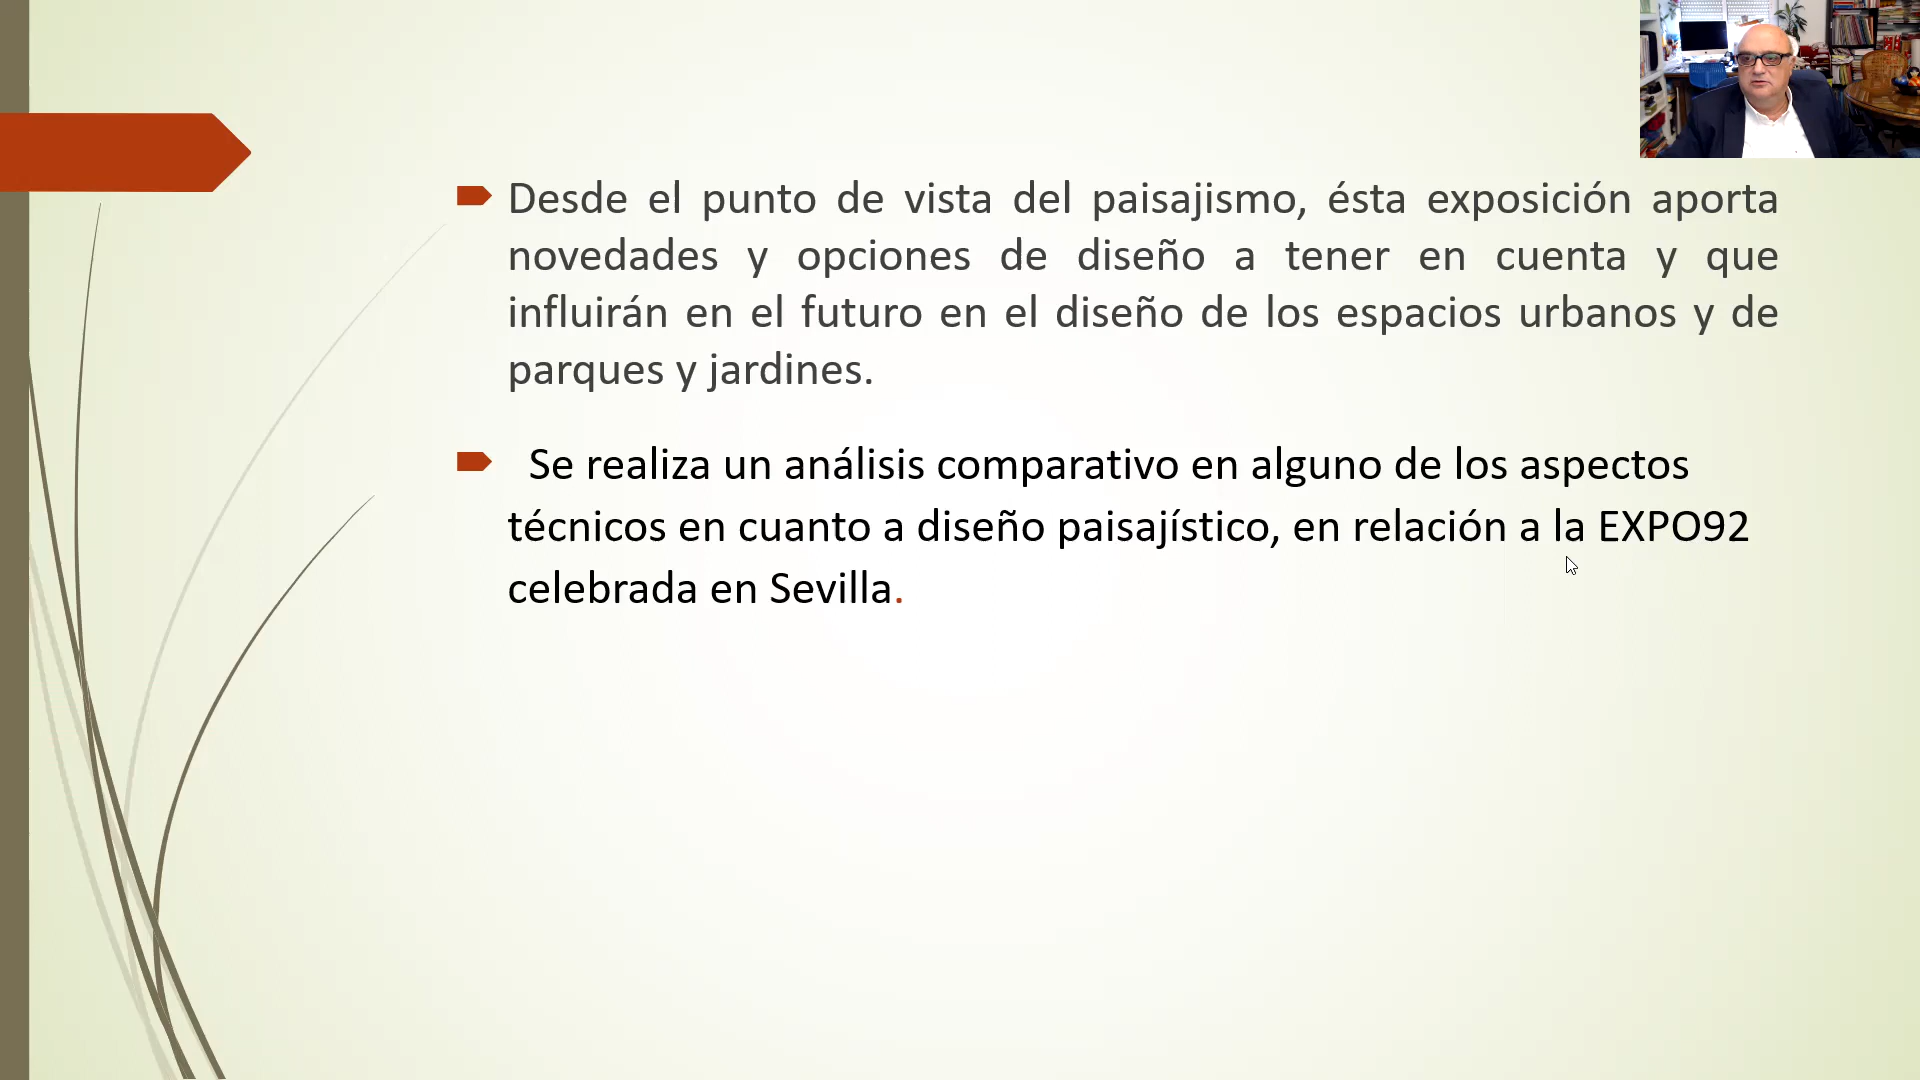 Desde el punto de vista del paisajismo, ésta exposición aporta
novedades y opciones de diseño a tener en cuenta y que
influirán en el futuro en el diseño de los espacios urbanos y de
parques y jardines.
Se realiza un análisis comparativo en alguno de los aspectos
técnicos en cuanto a diseño paisajístico, en relación a la EXPO92
celebrada en Sevilla.